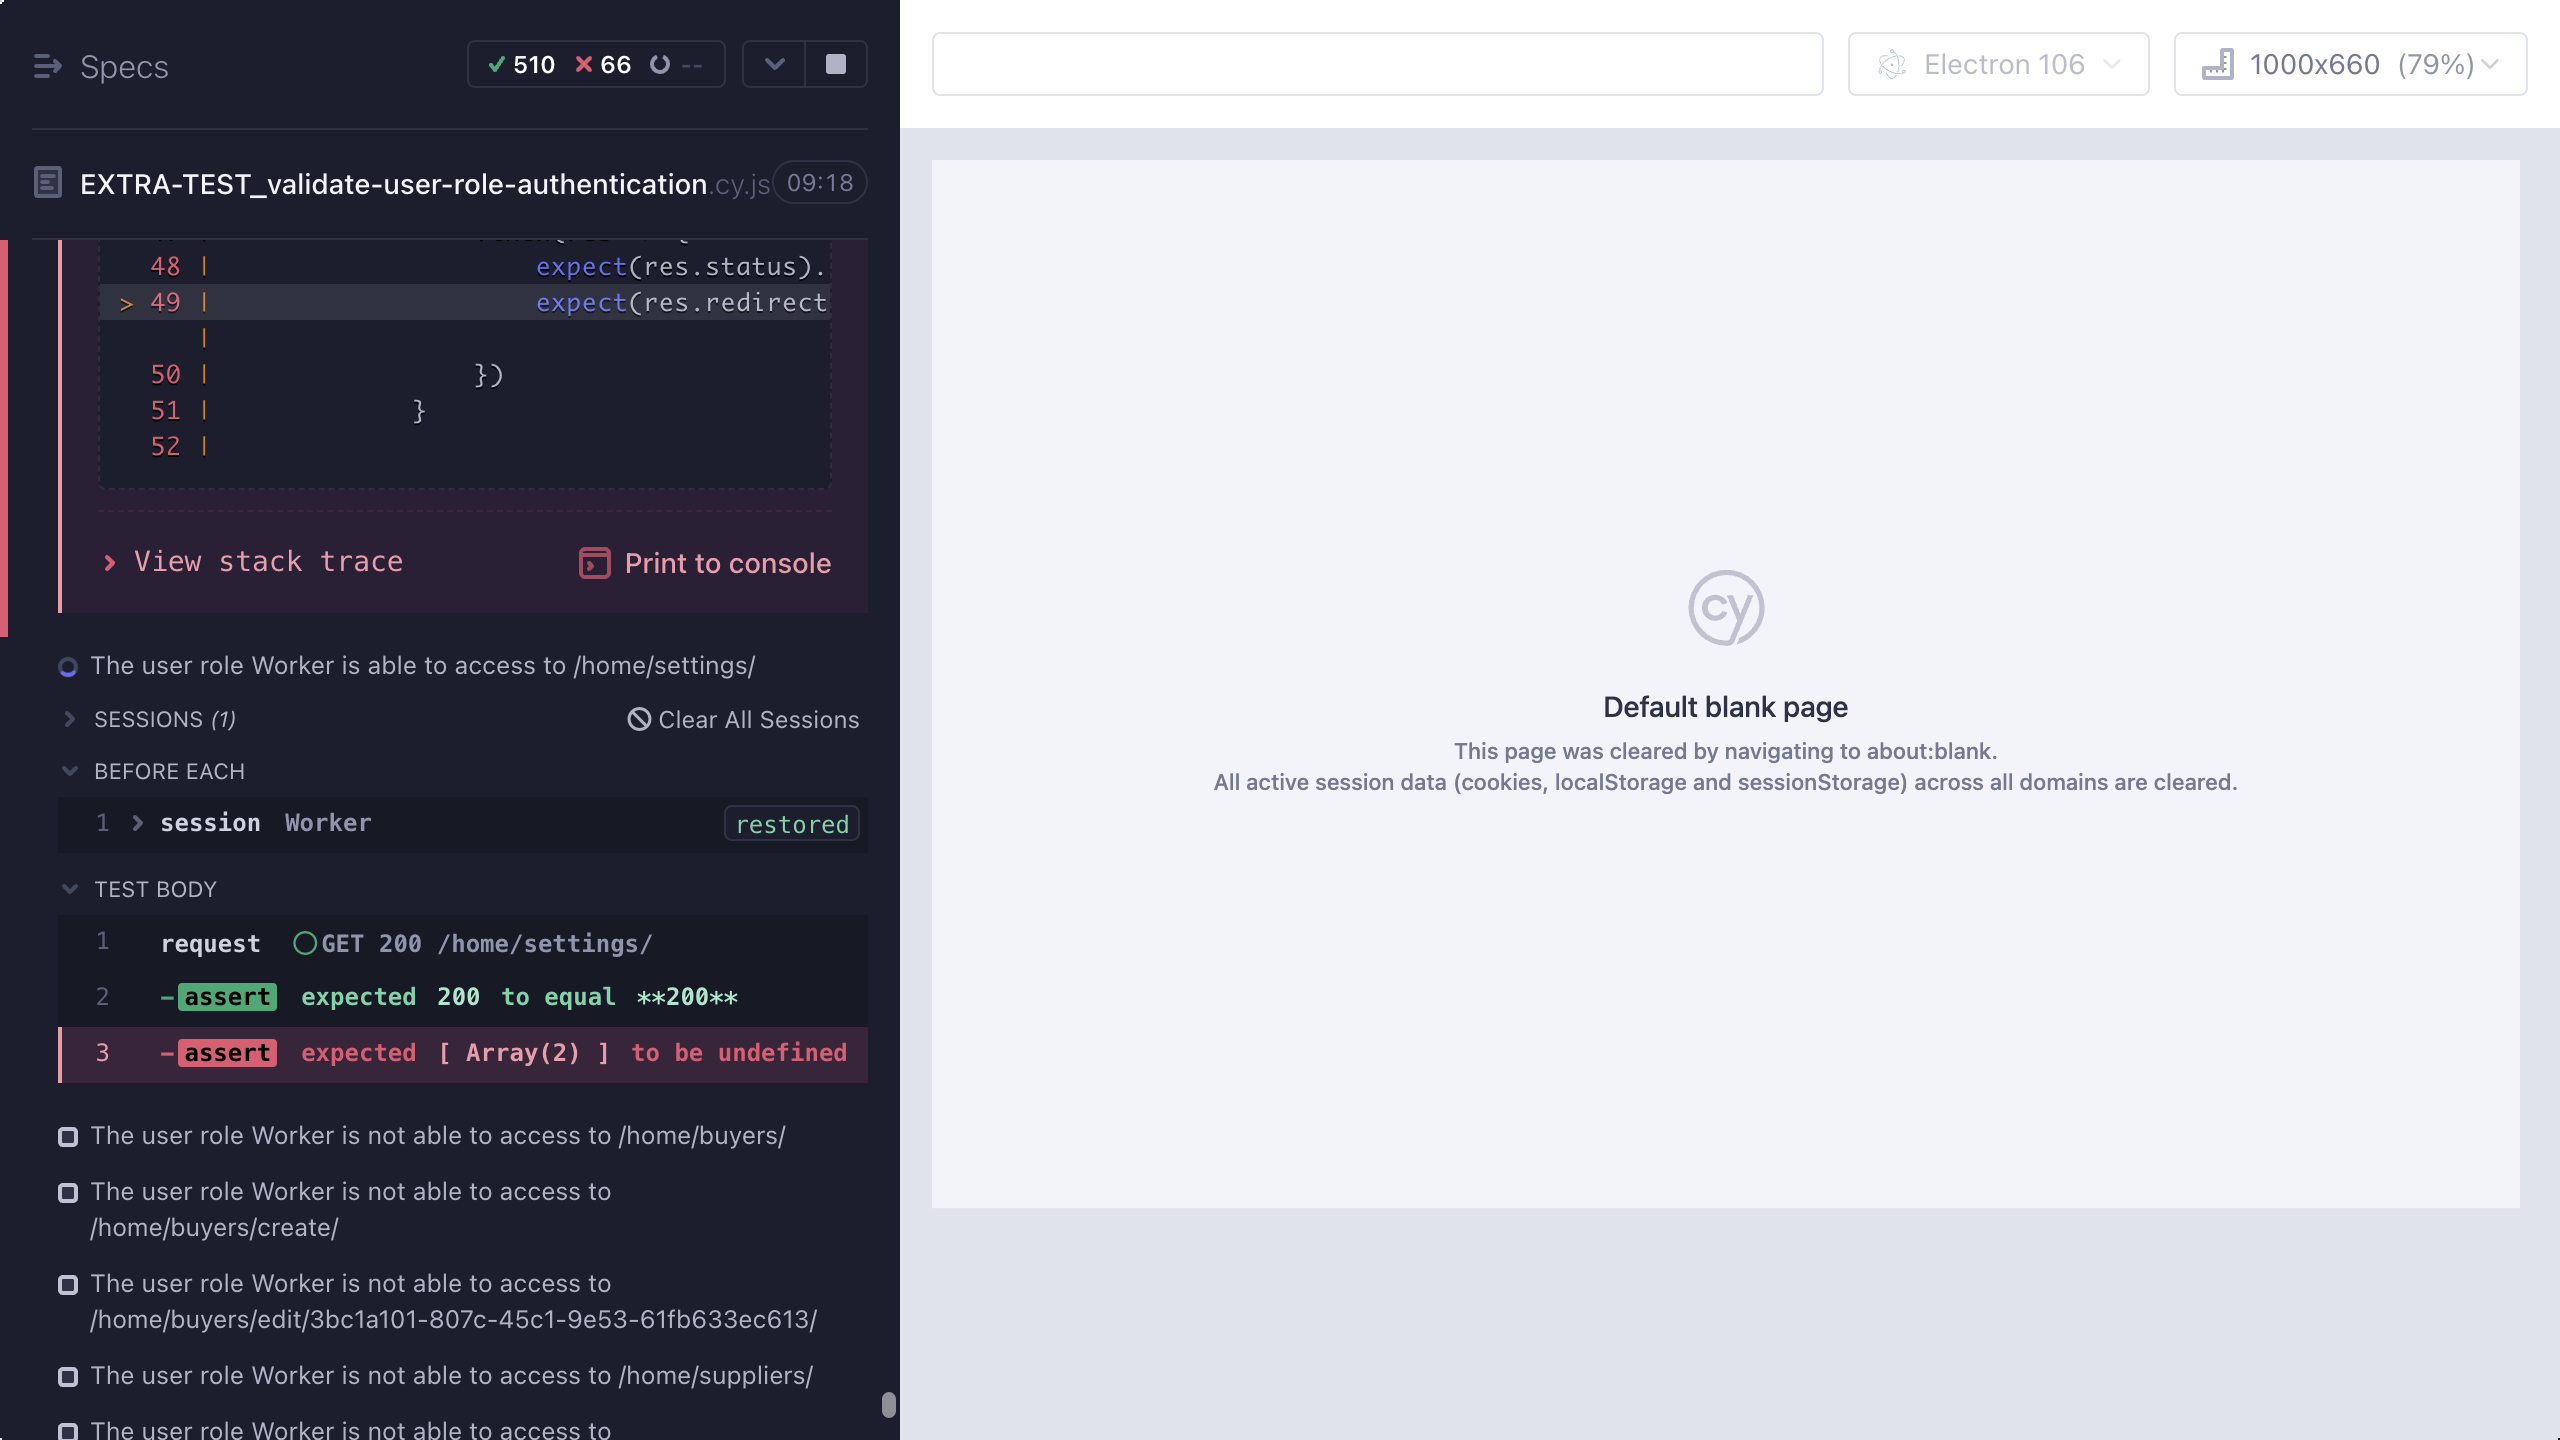 Specs
510 66 --
EXTRA-TEST_validate-user-role-authentication.cy.js 09:18
48 | expect(res.status).
> 49 | expect(res.redirect
|
50 | })
51 | }
52 |
View stack trace
Print to console
The user role Worker is able to access to /home/settings/
SESSIONS (1)
Clear All Sessions
BEFORE EACH
1 session Worker restored
TEST BODY
1 request GET 200 /home/settings/
2 -assert expected 200 to equal **200**
3 -assert expected [ Array(2) ] to be undefined
The user role Worker is not able to access to /home/buyers/
The user role Worker is not able to access to
/home/buyers/create/
The user role Worker is not able to access to
/home/buyers/edit/3bc1a101-807c-45c1-9e53-61fb633ec613/
The user role Worker is not able to access to /home/suppliers/
The user role Worker is not able to access to
Electron 106
1000x660 (79%)
cy
Default blank page
This page was cleared by navigating to about:blank.
All active session data (cookies, localStorage and sessionStorage) across all domains are cleared.